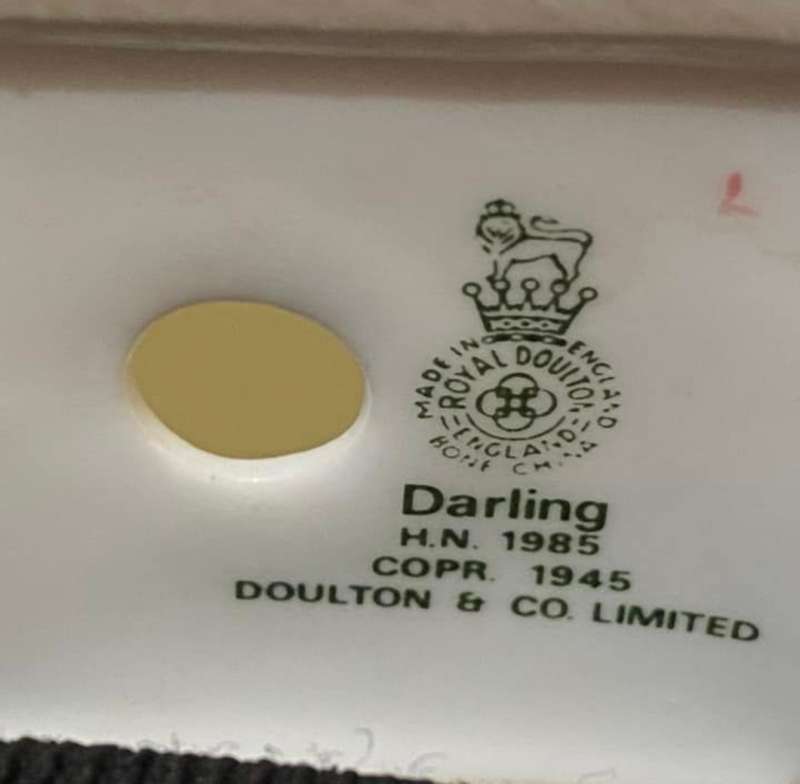 MADE IN ENGLAND
ROYAL DOULTON
ENGLAND
BONE CHINA
Darling
H.N. 1985
COPR. 1945
DOULTON & CO. LIMITED